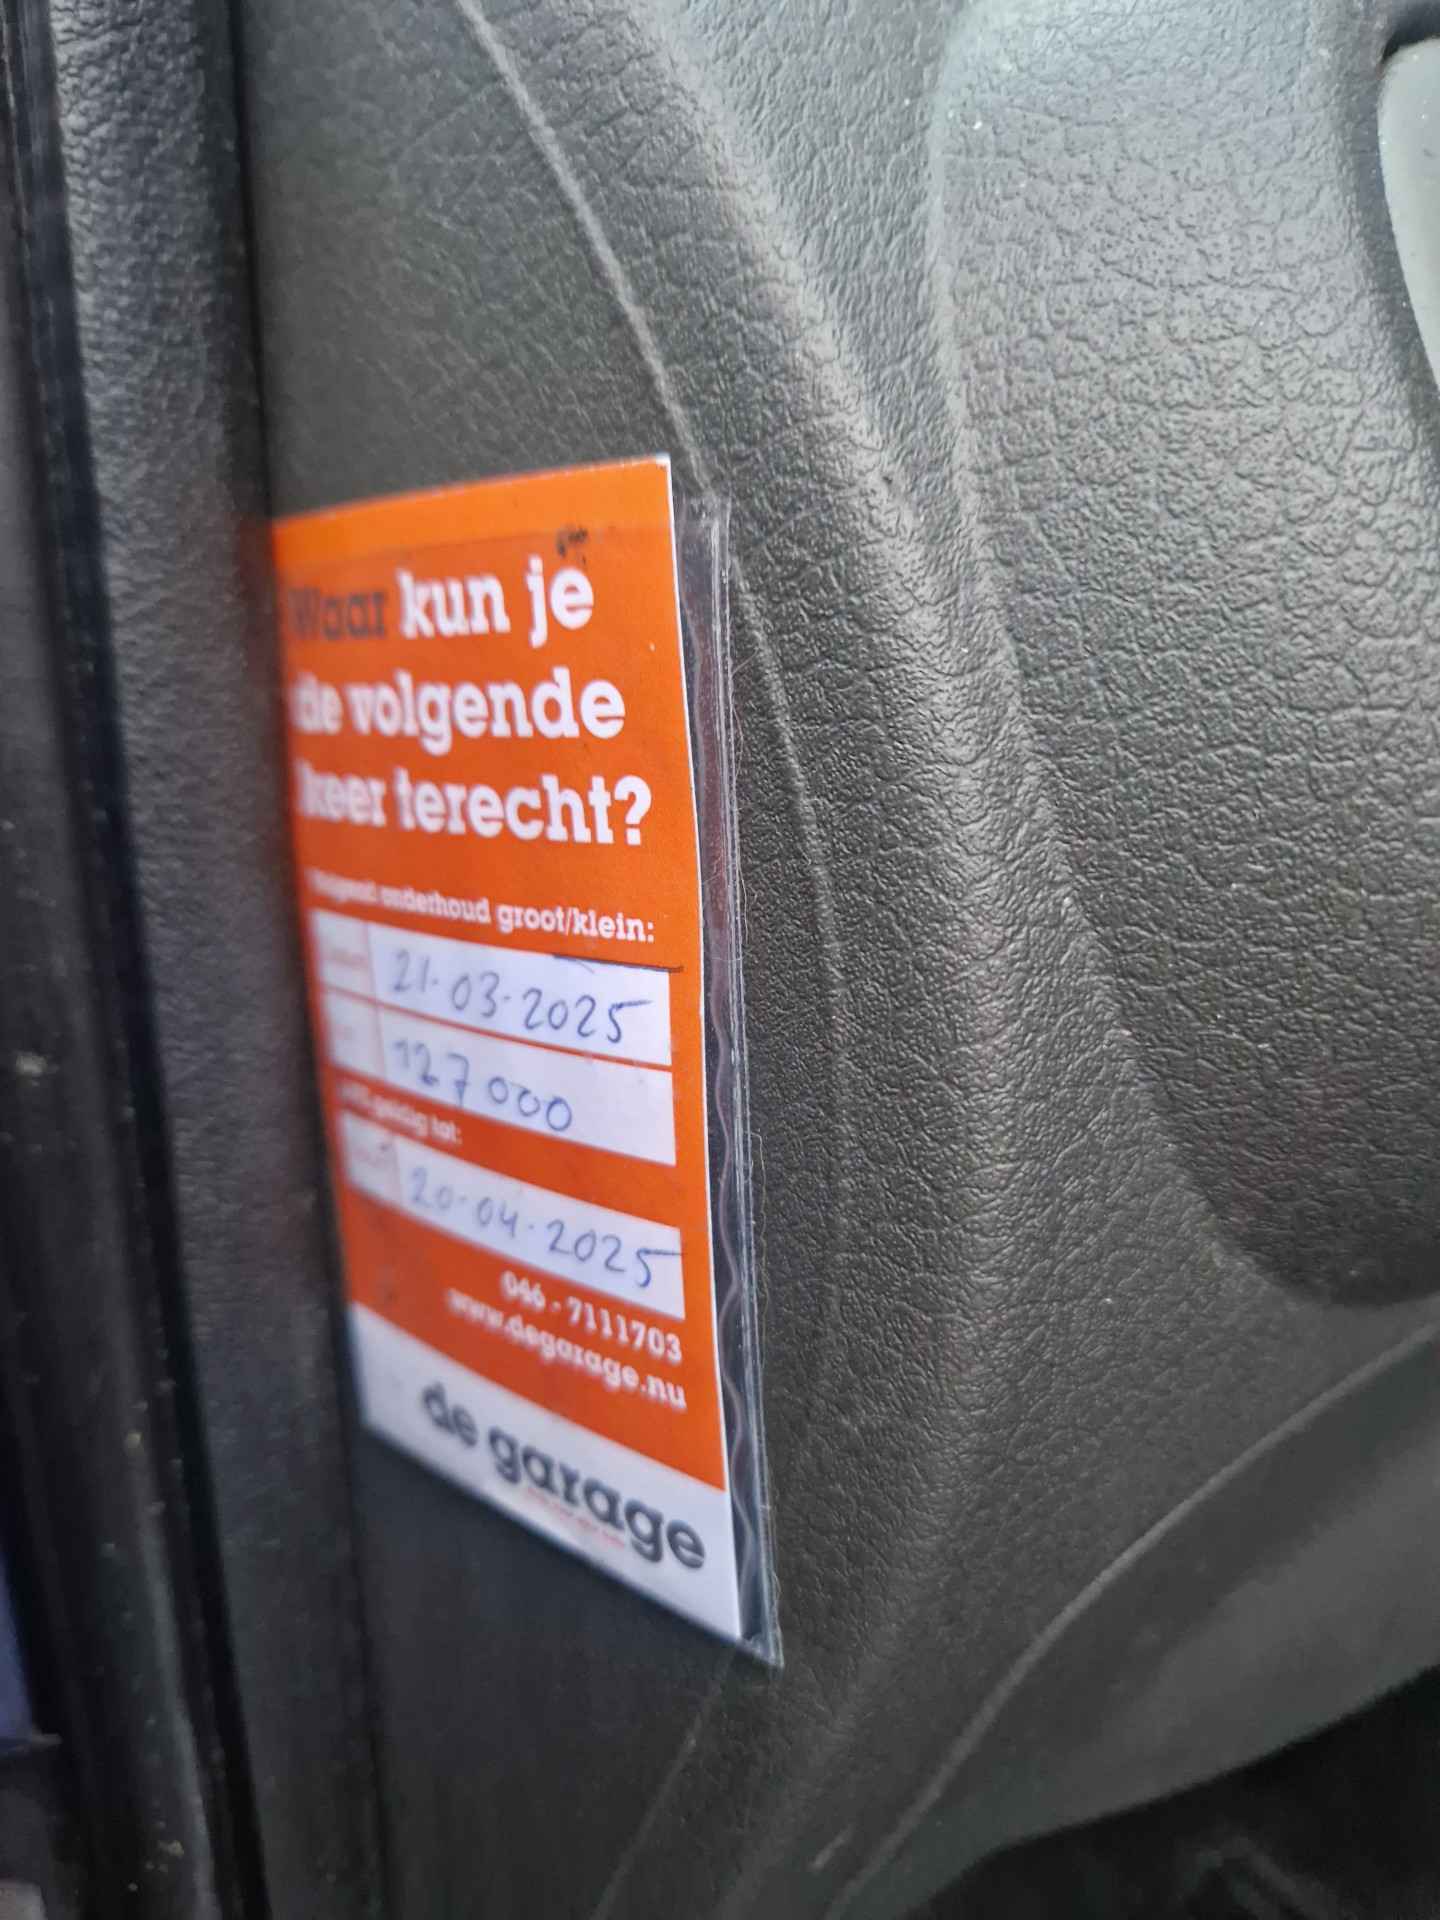 Waar kun je
de volgende
keer terecht?
Volgend onderhoud groot/klein:
21-03-2025
127000
geldig tot:
20-04-2025
046 - 7111703
www.degarage.nu
de garage